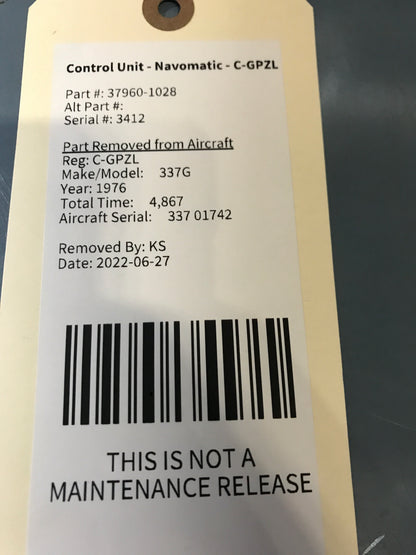 Control Unit - Navomatic - C-GPZL
Part #: 37960-1028
Alt Part #:
Serial #: 3412
Part Removed from Aircraft
Reg: C-GPZL
Make/Model: 337G
Year: 1976
Total Time: 4,867
Aircraft Serial: 337 01742
Removed By: KS
Date: 2022-06-27
THIS IS NOT A
MAINTENANCE RELEASE